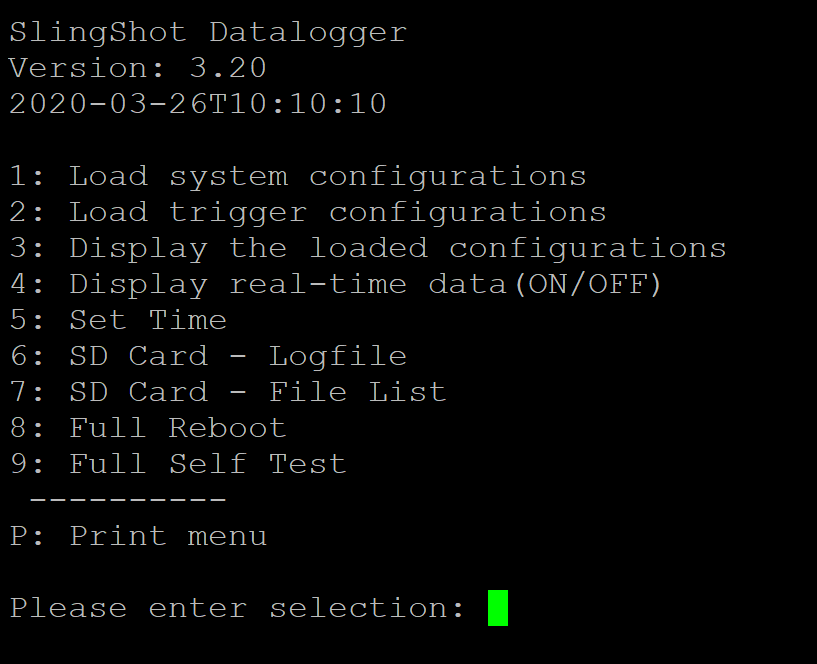 SlingShot Datalogger
Version: 3.20
2020-03-26T10:10:10
1: Load system configurations
2: Load trigger configurations
3: Display the loaded configurations
4: Display real-time data(ON/OFF)
5: Set Time
6: SD Card - Logfile
7: SD Card - File List
8: Full Reboot
9: Full Self Test
----------
P: Print menu
Please enter selection: